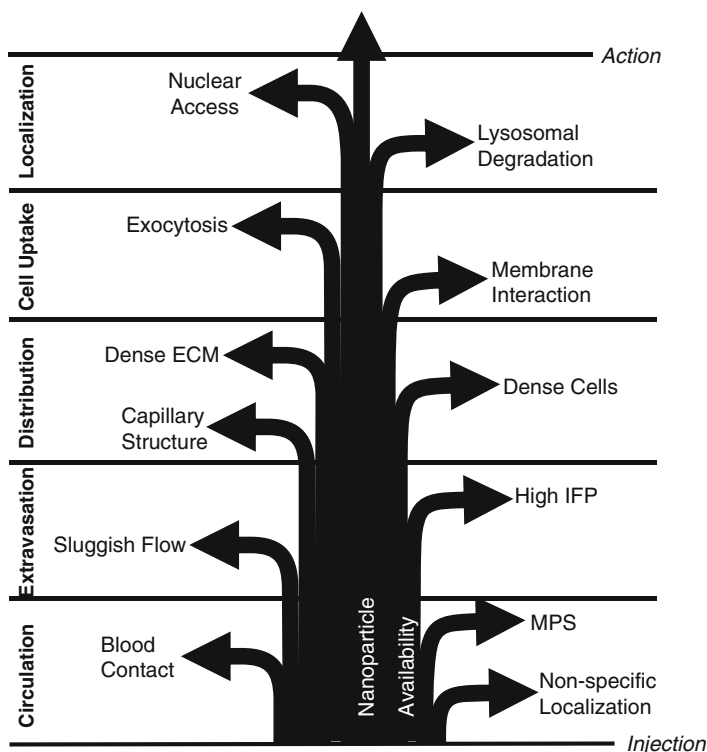 Action
Localization
Nuclear
Access
Lysosomal
Degradation
Cell Uptake
Exocytosis
Membrane
Interaction
Distribution
Dense ECM
Dense Cells
Capillary
Structure
Extravasation
High IFP
Sluggish Flow
Circulation
Nanoparticle
Availability
MPS
Blood
Contact
Non-specific
Localization
Injection